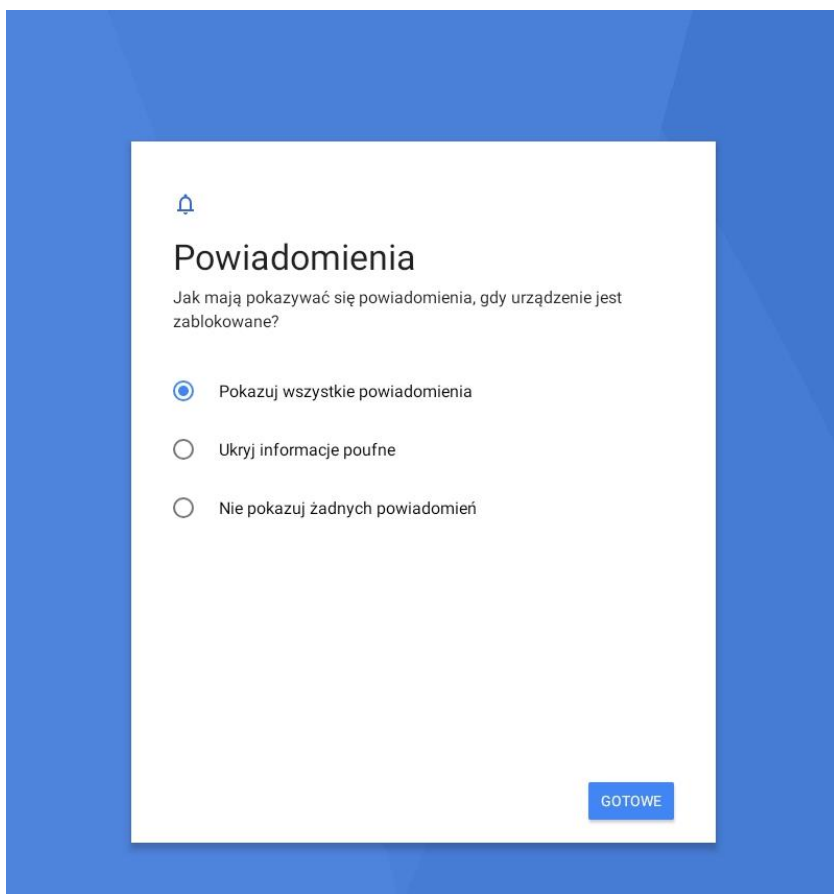 Powiadomienia
Jak mają pokazywać się powiadomienia, gdy urządzenie jest
zablokowane?
Pokazuj wszystkie powiadomienia
Ukryj informacje poufne
Nie pokazuj żadnych powiadomień
GOTOWE